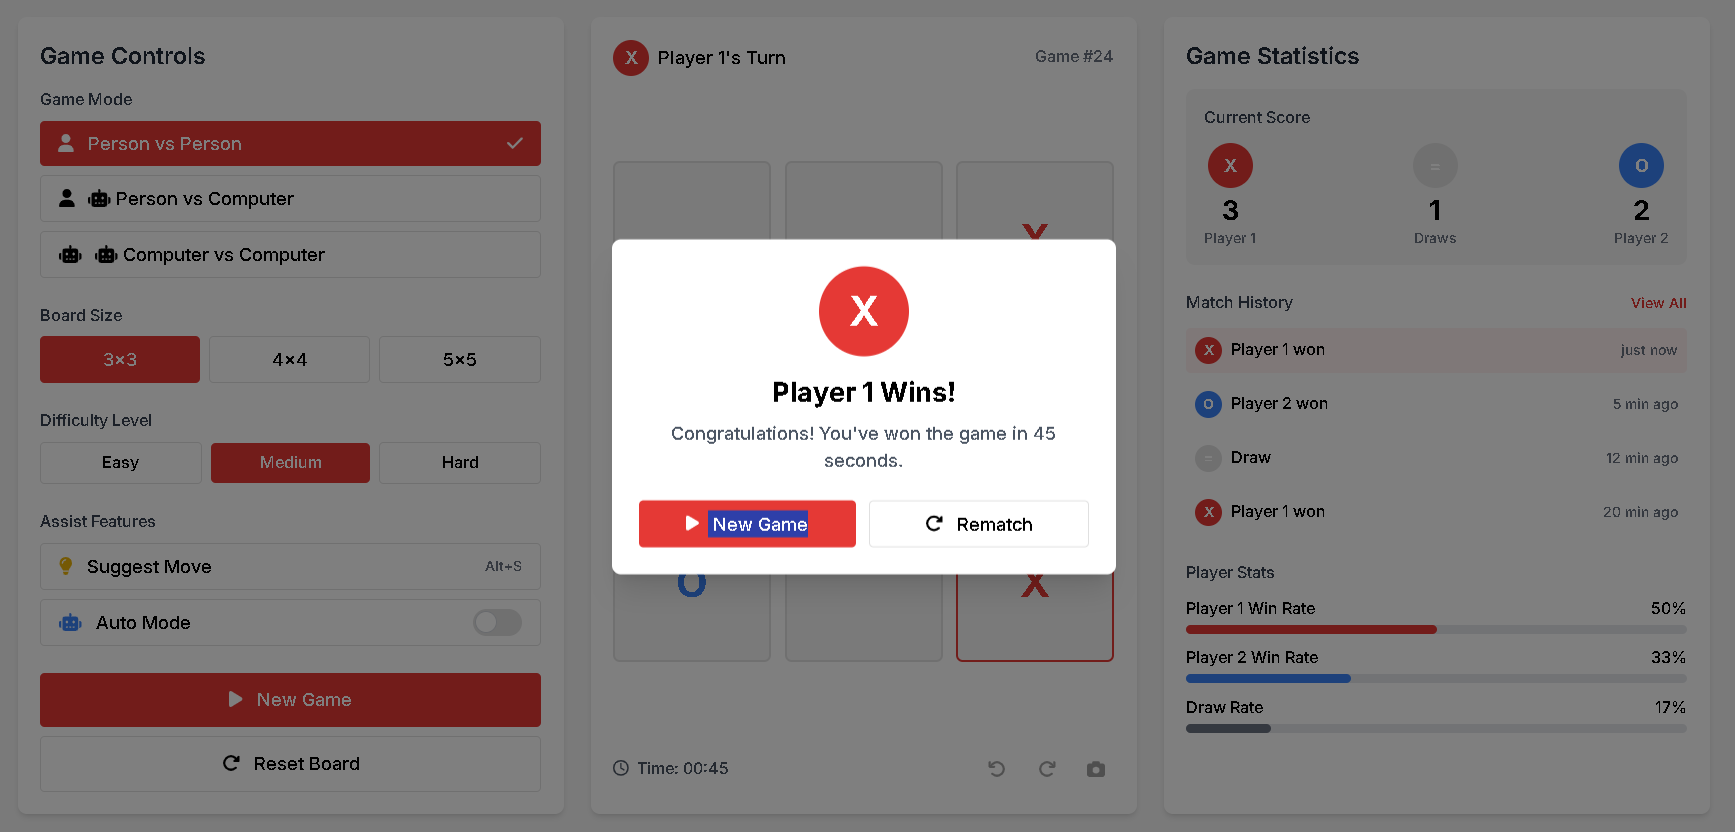 Game Controls
Game Mode
Person vs Person
Person vs Computer
Computer vs Computer
Board Size
3×3 4×4 5×5
Difficulty Level
Easy Medium Hard
Assist Features
Suggest Move Alt+S
Auto Mode
New Game
Reset Board
X Player 1's Turn Game #24
X
X
Player 1 Wins!
Congratulations! You've won the game in 45
seconds.
New Game Rematch
O X
Time: 00:45
Game Statistics
Current Score
X = O
3 1 2
Player 1 Draws Player 2
Match History View All
X Player 1 won just now
O Player 2 won 5 min ago
= Draw 12 min ago
X Player 1 won 20 min ago
Player Stats
Player 1 Win Rate 50%
Player 2 Win Rate 33%
Draw Rate 17%